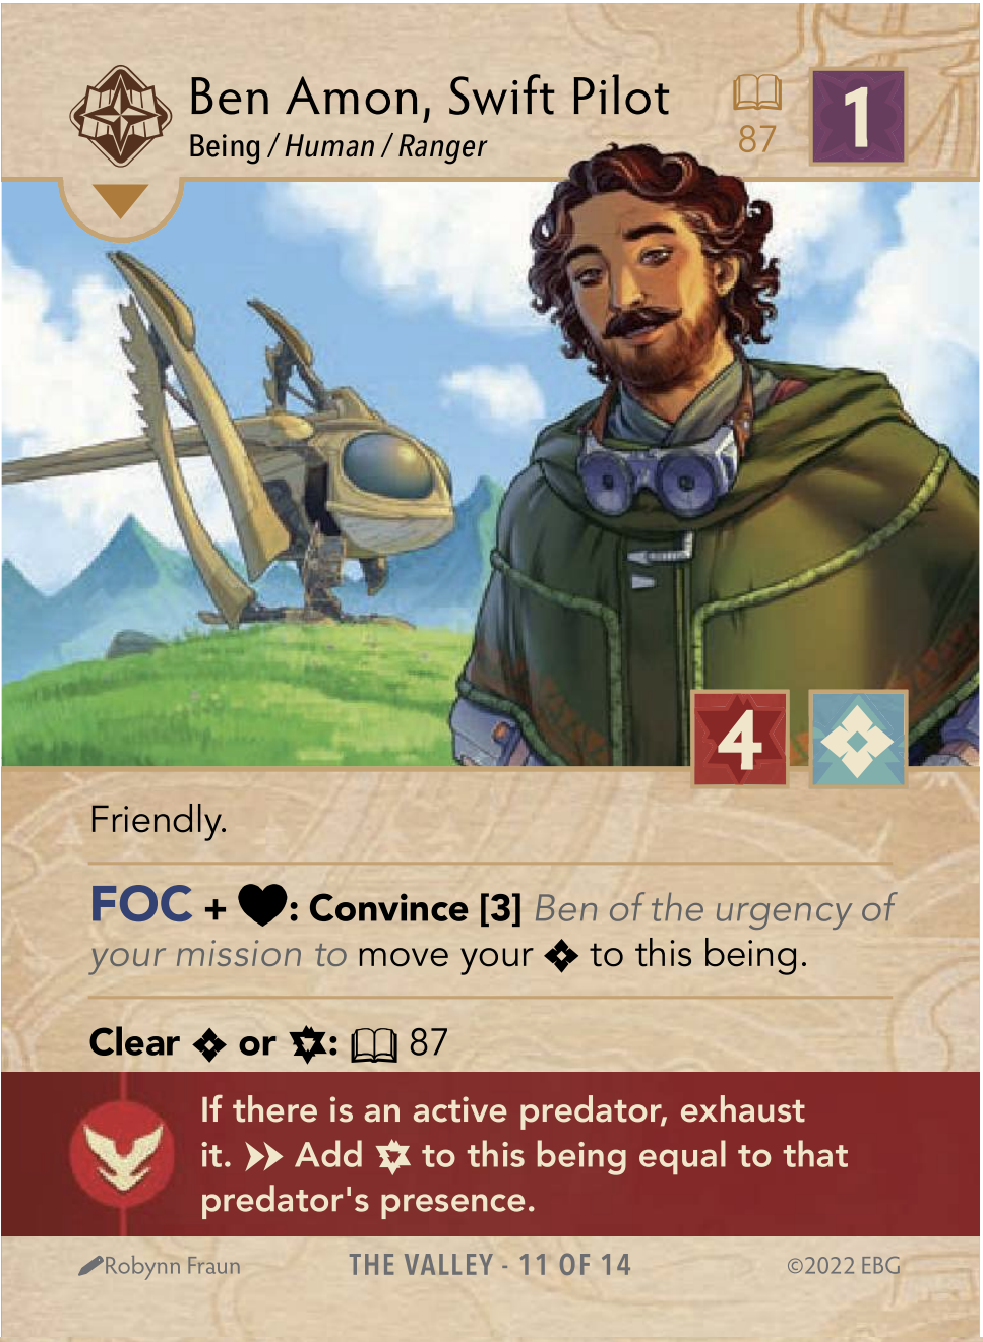 Ben Amon, Swift Pilot
Being / Human / Ranger
87
1
4
Friendly.
FOC + : Convince [3] Ben of the urgency of
your mission to move your to this being.
Clear or : 87
If there is an active predator, exhaust
it. Add to this being equal to that
predator's presence.
Robynn Fraun THE VALLEY - 11 OF 14 ©2022 EBG